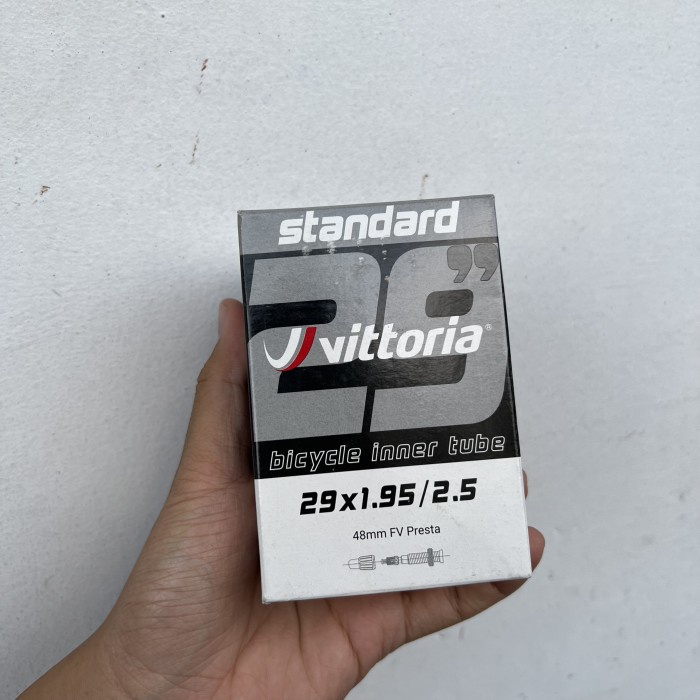 standard
29”
vittoria®
bicycle inner tube
29x1.95/2.5
48mm FV Presta